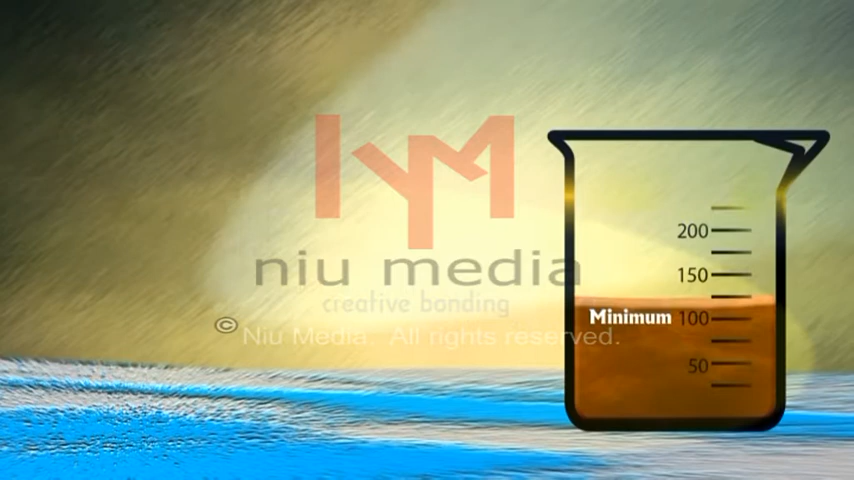 niu media
creative bonding
© Niu Media. All rights reserved.
200
150
Minimum 100
50